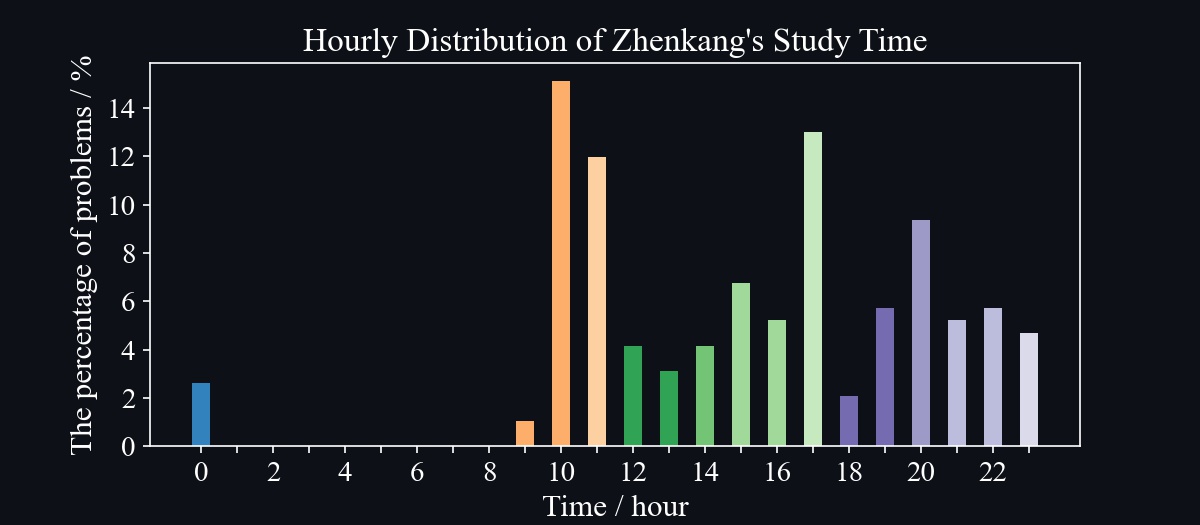 Hourly Distribution of Zhenkang's Study Time
The percentage of problems / %
14
12
10
8
6
4
2
0
0 2 4 6 8 10 12 14 16 18 20 22
Time / hour